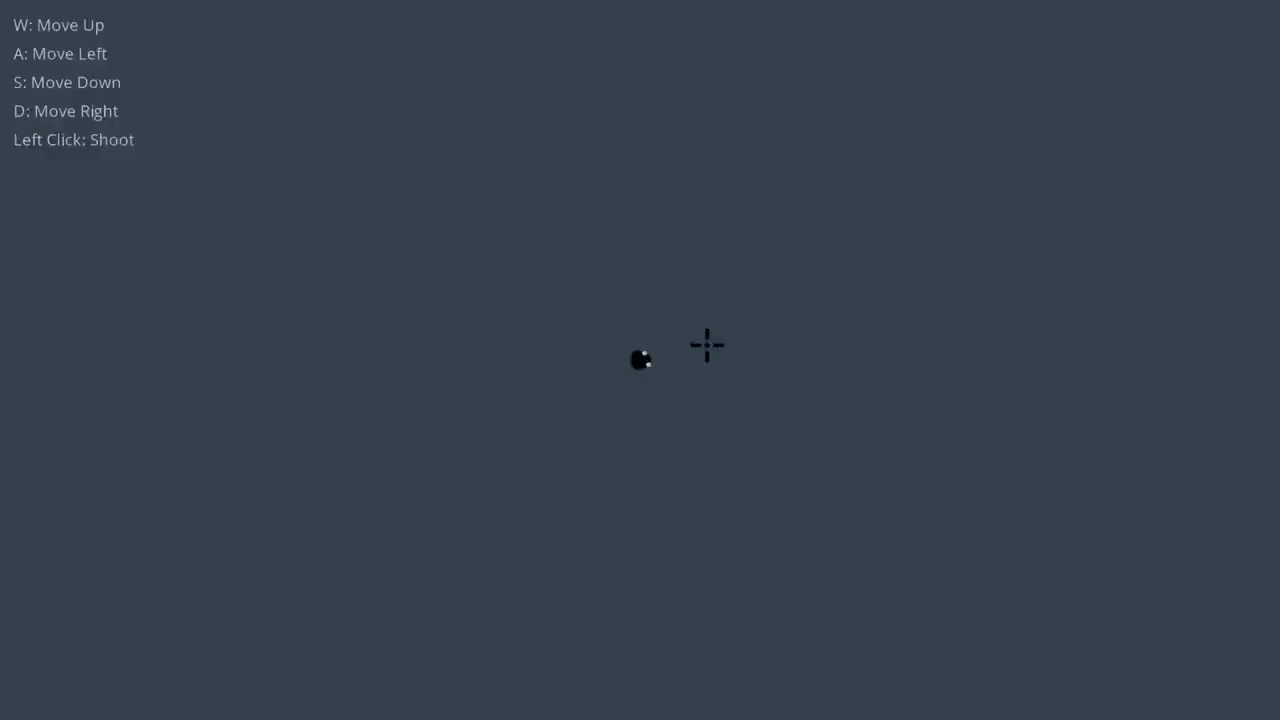 W: Move Up
A: Move Left
S: Move Down
D: Move Right
Left Click: Shoot